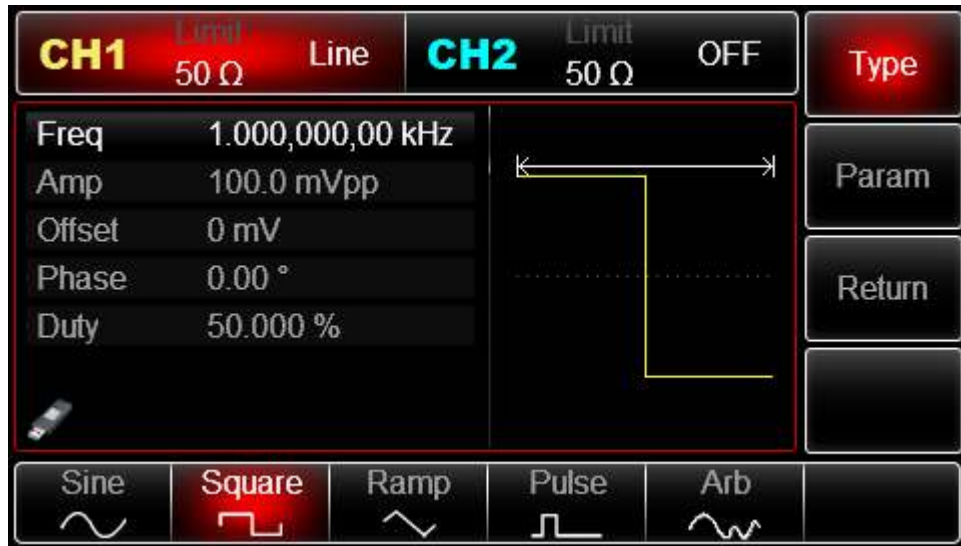 CH1 Limit 50 Ω Line
CH2 Limit 50 Ω OFF
Type
Freq 1.000,000,00 kHz
Amp 100.0 mVpp
Offset 0 mV
Phase 0.00 °
Duty 50.000 %
Param
Return
Sine
Square
Ramp
Pulse
Arb